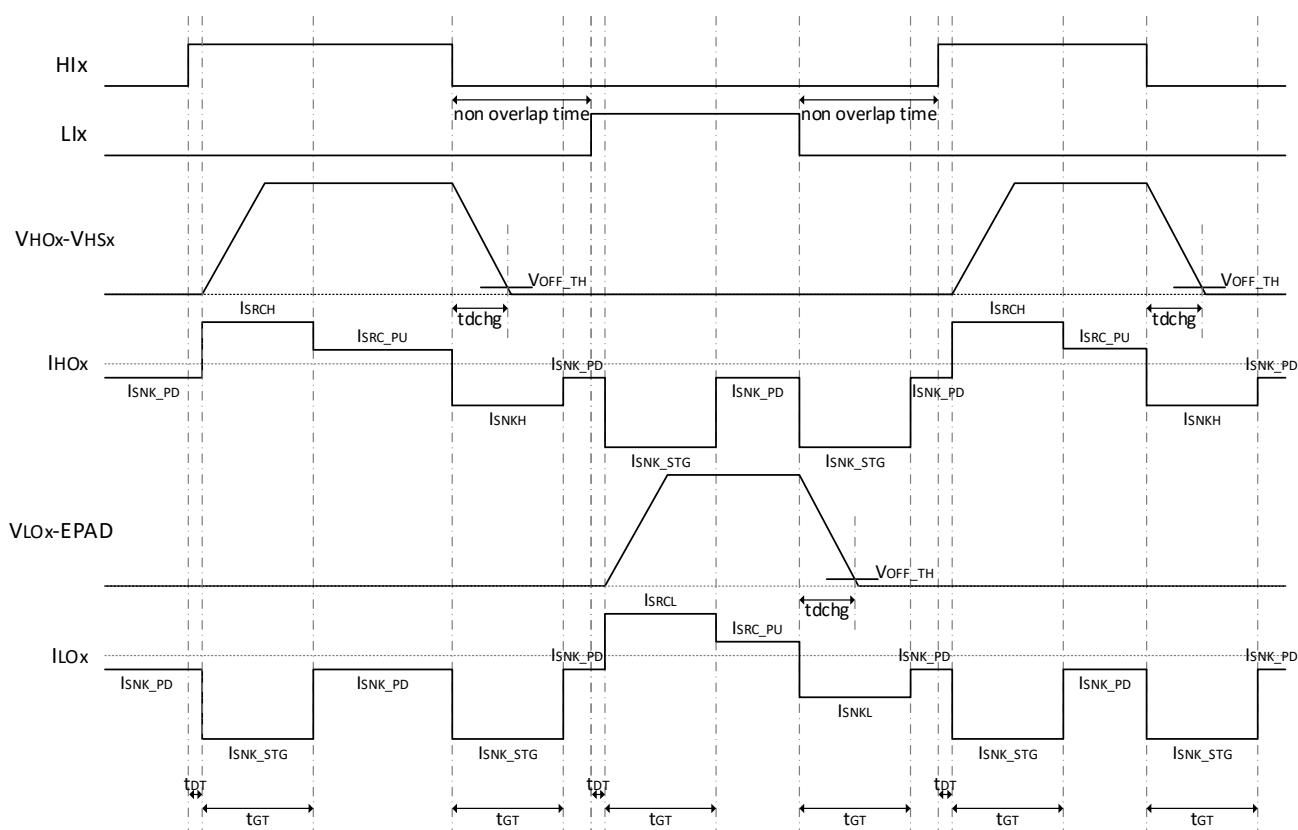 HIx
non overlap time
non overlap time
LIx
VHOx-VHSx
VOFF_TH
VOFF_TH
ISRCH
tdchg
ISRCH
tdchg
ISRC_PU
ISRC_PU
IHOx
ISNK_PD
ISNK_PD
ISNK_PD
ISNK_PD
ISNK_PD
ISNKH
ISNKH
ISNK_STG
ISNK_STG
VLOx-EPAD
VOFF_TH
ISRCL
tdchg
ISRC_PU
ILOx
ISNK_PD
ISNK_PD
ISNK_PD
ISNK_PD
ISNK_PD
ISNK_PD
ISNKL
ISNK_STG
ISNK_STG
ISNK_STG
ISNK_STG
tDT
tDT
tDT
tGT
tGT
tGT
tGT
tGT
tGT